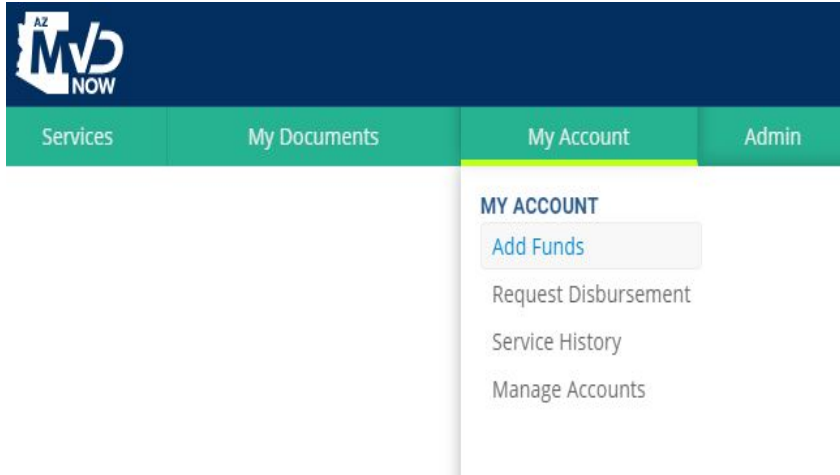 AZ
MVD
NOW
Services My Documents My Account Admin
MY ACCOUNT
Add Funds
Request Disbursement
Service History
Manage Accounts